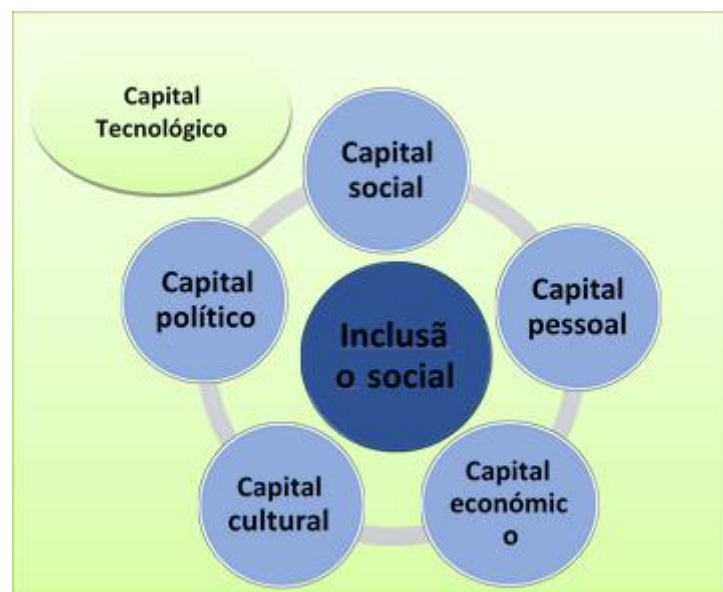 Capital
Tecnológico
Capital
social
Capital
político
Capital
pessoal
Inclusã
o social
Capital
cultural
Capital
económic
o